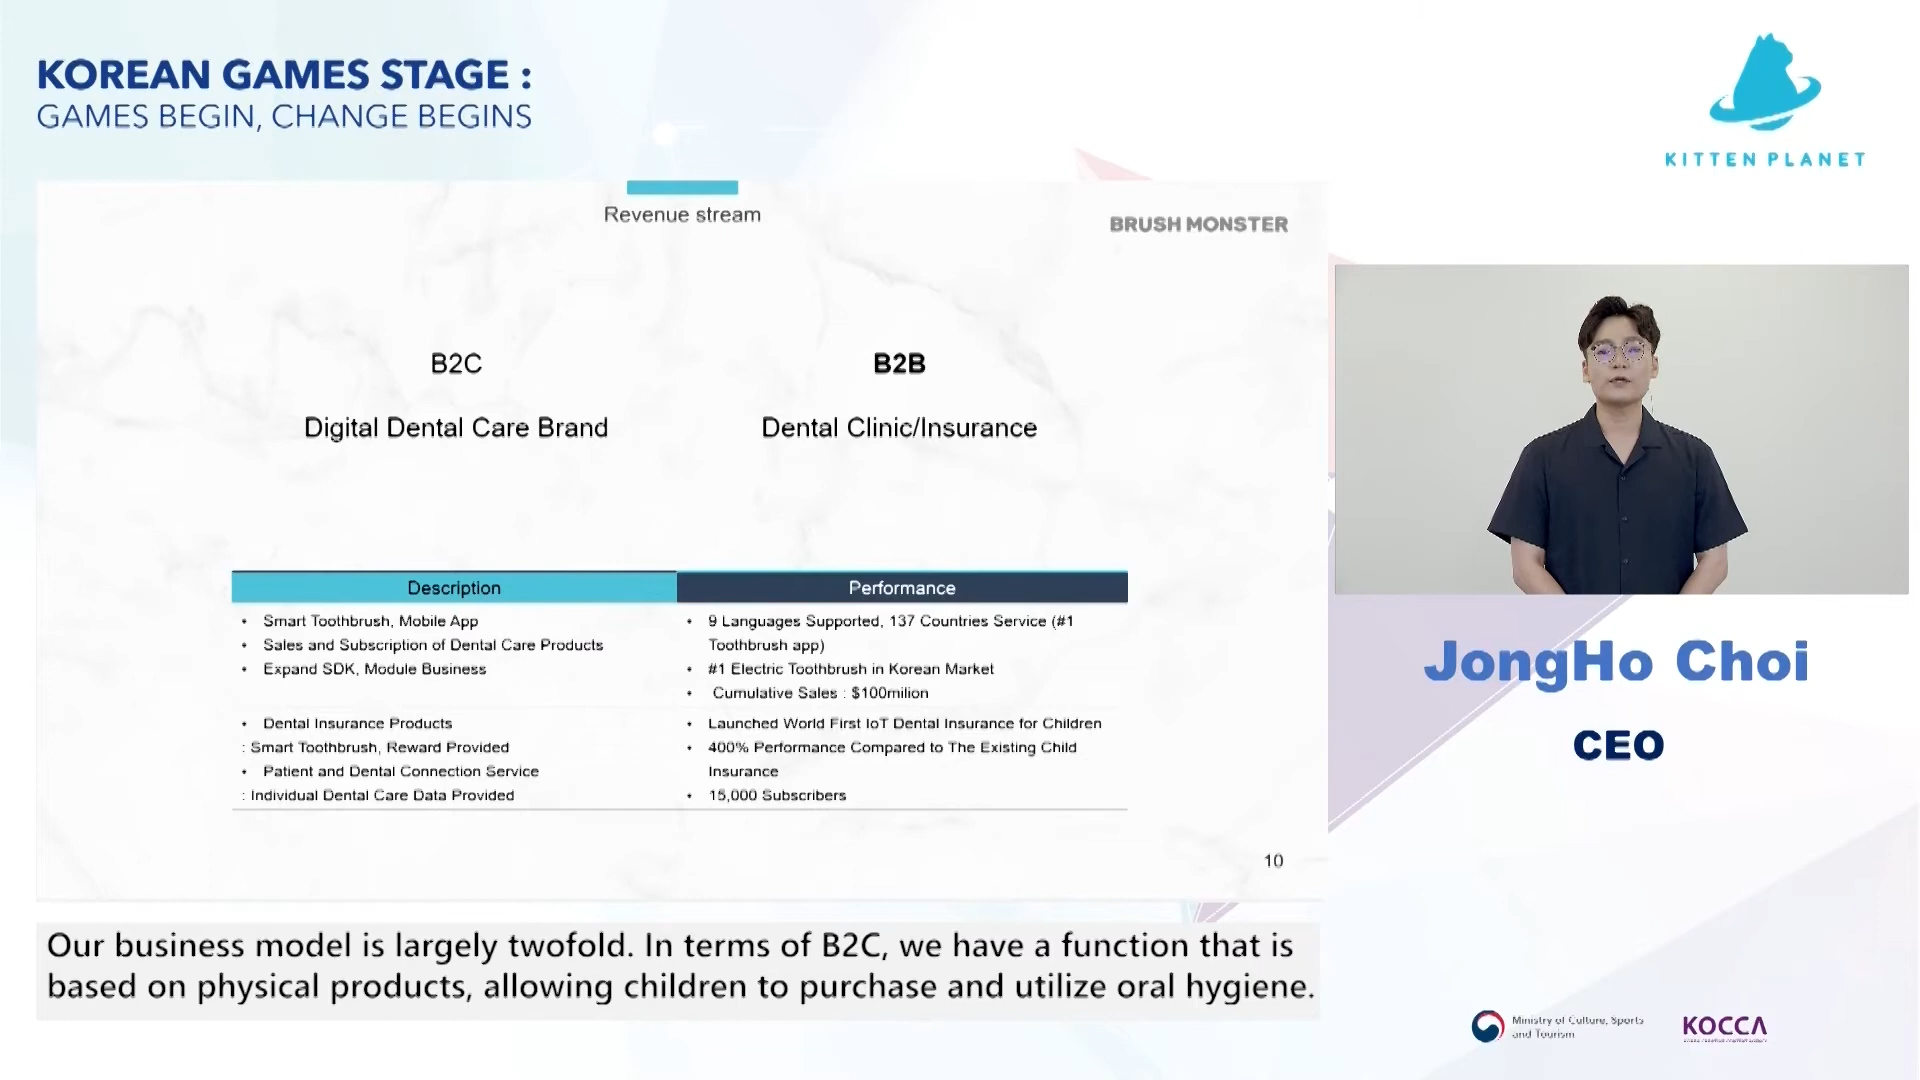 KOREAN GAMES STAGE :
GAMES BEGIN, CHANGE BEGINS
KITTEN PLANET
Revenue stream
BRUSH MONSTER
B2C
B2B
Digital Dental Care Brand
Dental Clinic/Insurance
Description
Performance
• Smart Toothbrush, Mobile App
• Sales and Subscription of Dental Care Products
• Expand SDK, Module Business
• 9 Languages Supported, 137 Countries Service (#1
Toothbrush app)
• #1 Electric Toothbrush in Korean Market
• Cumulative Sales : $100milion
• Dental Insurance Products
: Smart Toothbrush, Reward Provided
• Patient and Dental Connection Service
: Individual Dental Care Data Provided
• Launched World First IoT Dental Insurance for Children
• 400% Performance Compared to The Existing Child
Insurance
• 15,000 Subscribers
10
JongHo Choi
CEO
Our business model is largely twofold. In terms of B2C, we have a function that is
based on physical products, allowing children to purchase and utilize oral hygiene.
Ministry of Culture, Sports
and Tourism
KOCCA